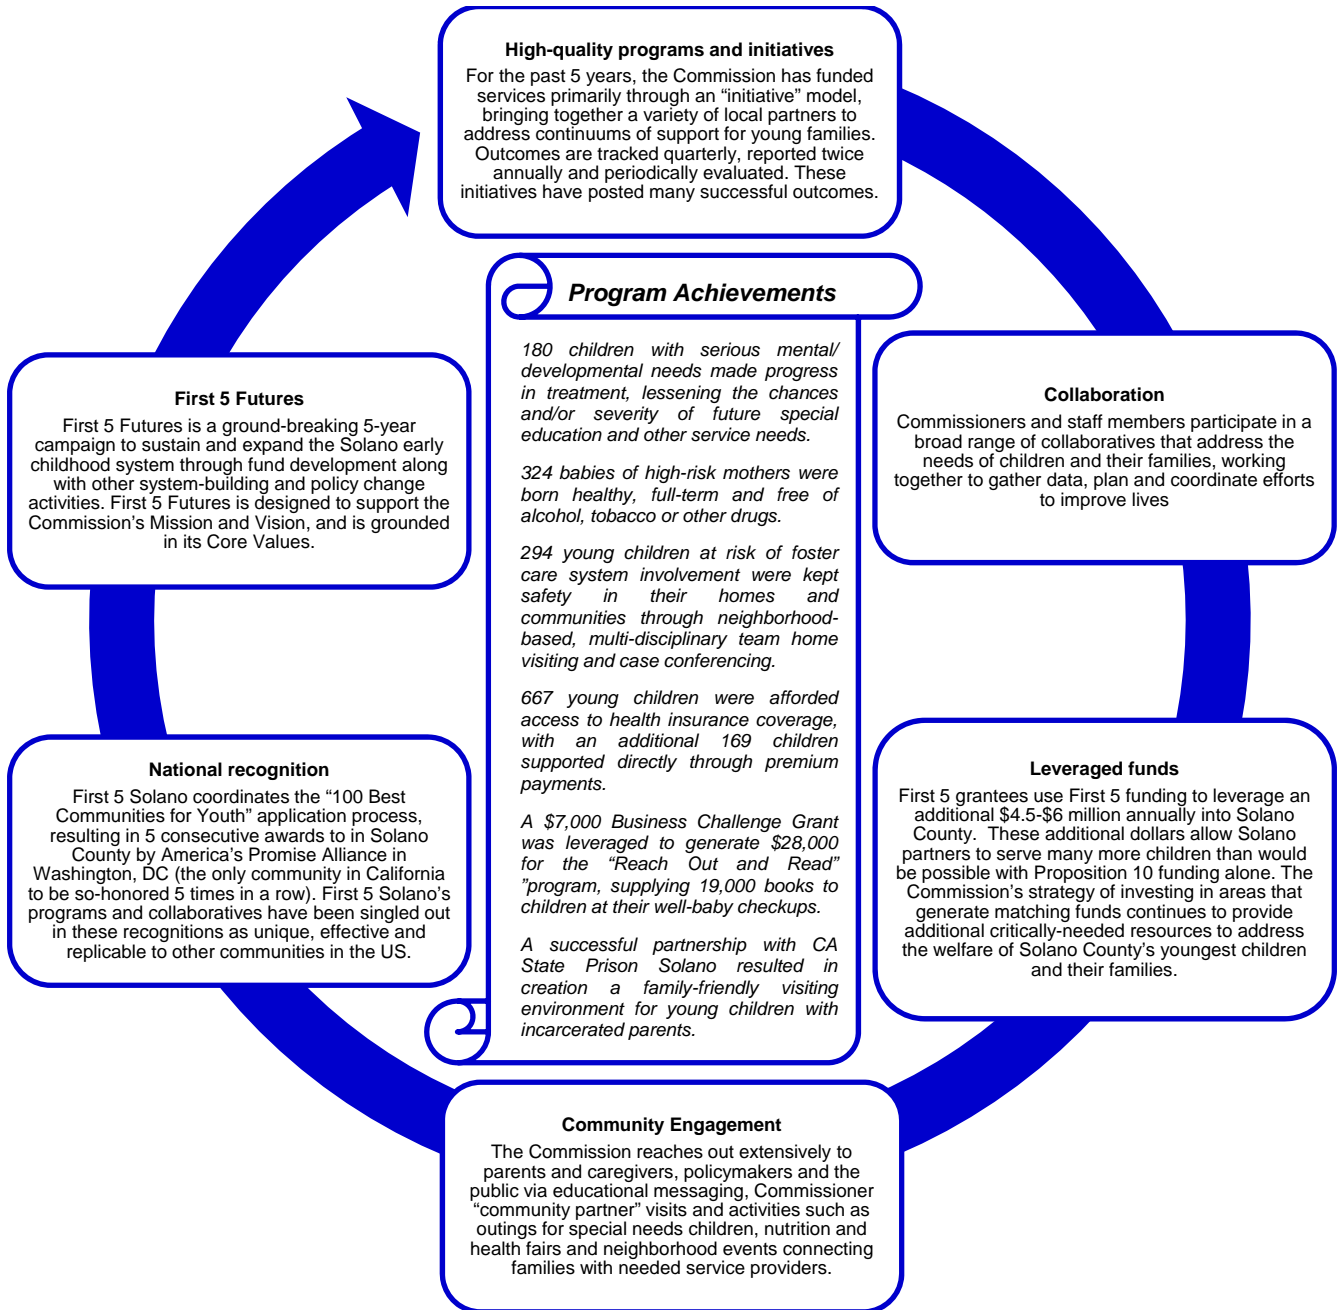 High-quality programs and initiatives
For the past 5 years, the Commission has funded
services primarily through an “initiative” model,
bringing together a variety of local partners to
address continuums of support for young families.
Outcomes are tracked quarterly, reported twice
annually and periodically evaluated. These
initiatives have posted many successful outcomes.
Collaboration
Commissioners and staff members participate in a
broad range of collaboratives that address the
needs of children and their families, working
together to gather data, plan and coordinate efforts
to improve lives
Leveraged funds
First 5 grantees use First 5 funding to leverage an
additional $4.5-$6 million annually into Solano
County.  These additional dollars allow Solano
partners to serve many more children than would
be possible with Proposition 10 funding alone. The
Commission’s strategy of investing in areas that
generate matching funds continues to provide
additional critically-needed resources to address
the welfare of Solano County’s youngest children
and their families.
Community Engagement
The Commission reaches out extensively to
parents and caregivers, policymakers and the
public via educational messaging, Commissioner
“community partner” visits and activities such as
outings for special needs children, nutrition and
health fairs and neighborhood events connecting
families with needed service providers.
National recognition
First 5 Solano coordinates the “100 Best
Communities for Youth” application process,
resulting in 5 consecutive awards to in Solano
County by America’s Promise Alliance in
Washington, DC (the only community in California
to be so-honored 5 times in a row). First 5 Solano’s
programs and collaboratives have been singled out
in these recognitions as unique, effective and
replicable to other communities in the US.
First 5 Futures
First 5 Futures is a ground-breaking 5-year
campaign to sustain and expand the Solano early
childhood system through fund development along
with other system-building and policy change
activities. First 5 Futures is designed to support the
Commission’s Mission and Vision, and is grounded
in its Core Values.
Program Achievements
180 children with serious mental/
developmental needs made progress
in treatment, lessening the chances
and/or severity of future special
education and other service needs.
324 babies of high-risk mothers were
born healthy, full-term and free of
alcohol, tobacco or other drugs.
294 young children at risk of foster
care system involvement were kept
safety in their homes and
communities through neighborhood-
based, multi-disciplinary team home
visiting and case conferencing.
667 young children were afforded
access to health insurance coverage,
with an additional 169 children
supported directly through premium
payments.
A $7,000 Business Challenge Grant
was leveraged to generate $28,000
for the “Reach Out and Read”
”program, supplying 19,000 books to
children at their well-baby checkups.
A successful partnership with CA
State Prison Solano resulted in
creation a family-friendly visiting
environment for young children with
incarcerated parents.